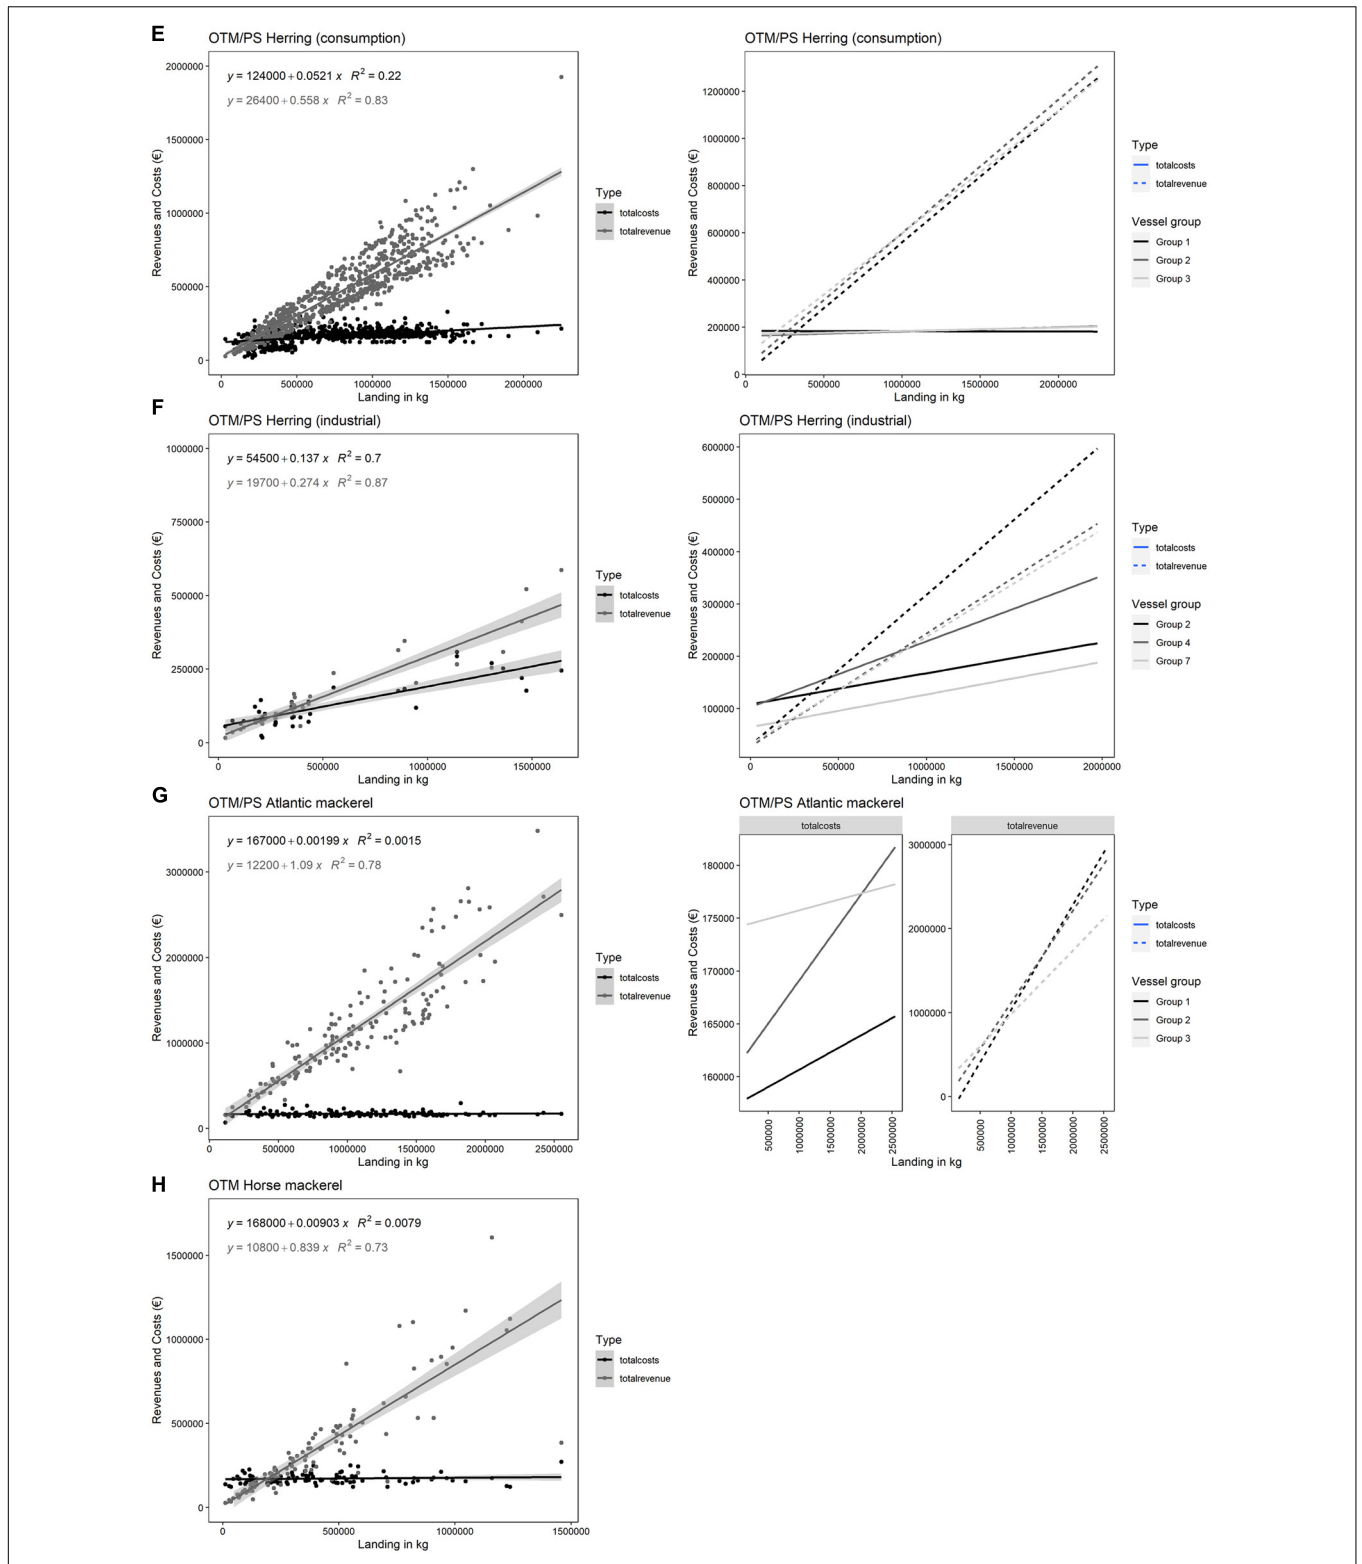 E
OTM/PS Herring (consumption)
y = 124000 + 0.0521 x R² = 0.22
y = 26400 + 0.558 x R² = 0.83
Revenues and Costs (€)
2000000
1500000
1000000
500000
0
0 500000 1000000 1500000 2000000
Landing in kg
Type
totalcosts
totalrevenue
OTM/PS Herring (consumption)
Revenues and Costs (€)
1200000
1000000
800000
600000
400000
200000
0
0 500000 1000000 1500000 2000000
Landing in kg
Type
totalcosts
totalrevenue
Vessel group
Group 1
Group 2
Group 3
F
OTM/PS Herring (industrial)
y = 54500 + 0.137 x R² = 0.7
y = 19700 + 0.274 x R² = 0.87
Revenues and Costs (€)
1000000
750000
500000
250000
0
0 500000 1000000 1500000
Landing in kg
Type
totalcosts
totalrevenue
OTM/PS Herring (industrial)
Revenues and Costs (€)
600000
500000
400000
300000
200000
100000
0 500000 1000000 1500000 2000000
Landing in kg
Type
totalcosts
totalrevenue
Vessel group
Group 2
Group 4
Group 7
G
OTM/PS Atlantic mackerel
y = 167000 + 0.00199 x R² = 0.0015
y = 12200 + 1.09 x R² = 0.78
Revenues and Costs (€)
3000000
2000000
1000000
0
0 500000 1000000 1500000 2000000 2500000
Landing in kg
Type
totalcosts
totalrevenue
OTM/PS Atlantic mackerel
totalcosts
totalrevenue
Revenues and Costs (€)
180000
175000
170000
165000
160000
500000 1000000 1500000 2000000 2500000
3000000
2000000
1000000
0
500000 1000000 1500000 2000000 2500000
Landing in kg
Type
totalcosts
totalrevenue
Vessel group
Group 1
Group 2
Group 3
H
OTM Horse mackerel
y = 168000 + 0.00903 x R² = 0.0079
y = 10800 + 0.839 x R² = 0.73
Revenues and Costs (€)
1500000
1000000
500000
0
0 500000 1000000 1500000
Landing in kg
Type
totalcosts
totalrevenue